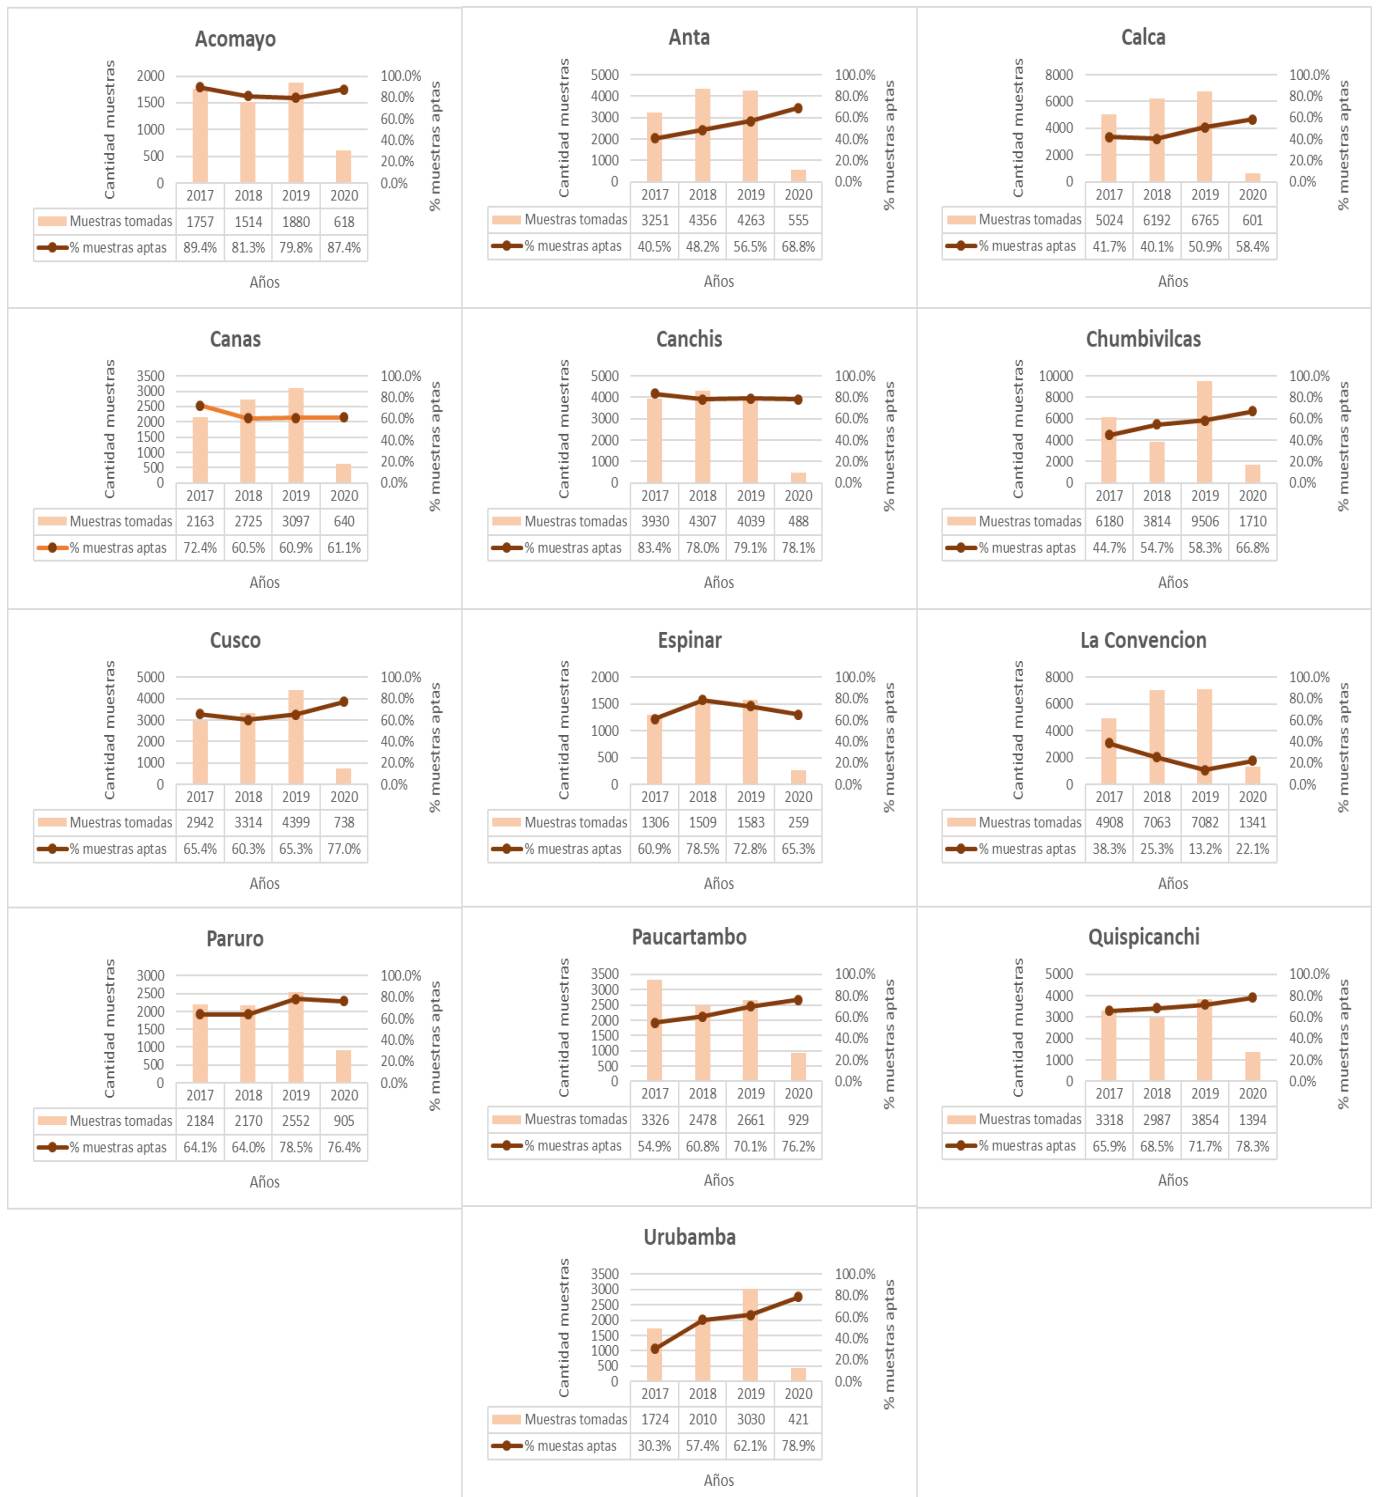 Acomayo
Cantidad muestras
% muestras aptas
2000 100.0%
1500 80.0%
1000 60.0%
500 40.0%
0 20.0%
0.0%
2017 2018 2019 2020
Muestras tomadas 1757 1514 1880 618
% muestras aptas 89.4% 81.3% 79.8% 87.4%
Años
Anta
Cantidad muestras
% muestras aptas
5000 100.0%
4000 80.0%
3000 60.0%
2000 40.0%
1000 20.0%
0 0.0%
2017 2018 2019 2020
Muestras tomadas 3251 4356 4263 555
% muestras aptas 40.5% 48.2% 56.5% 68.8%
Años
Calca
Cantidad muestras
% muestras aptas
8000 100.0%
6000 80.0%
4000 60.0%
2000 40.0%
0 20.0%
0.0%
2017 2018 2019 2020
Muestras tomadas 5024 6192 6765 601
% muestras aptas 41.7% 40.1% 50.9% 58.4%
Años
Canas
Cantidad muestras
% muestras aptas
3500 100.0%
3000 80.0%
2500 60.0%
2000 40.0%
1500 20.0%
1000 0.0%
500
0
2017 2018 2019 2020
Muestras tomadas 2163 2725 3097 640
% muestras aptas 72.4% 60.5% 60.9% 61.1%
Años
Canchis
Cantidad muestras
% muestras aptas
5000 100.0%
4000 80.0%
3000 60.0%
2000 40.0%
1000 20.0%
0 0.0%
2017 2018 2019 2020
Muestras tomadas 3930 4307 4039 488
% muestras aptas 83.4% 78.0% 79.1% 78.1%
Años
Chumbivilcas
Cantidad muestras
% muestras aptas
10000 100.0%
8000 80.0%
6000 60.0%
4000 40.0%
2000 20.0%
0 0.0%
2017 2018 2019 2020
Muestras tomadas 6180 3814 9506 1710
% muestras aptas 44.7% 54.7% 58.3% 66.8%
Años
Cusco
Cantidad muestras
% muestras aptas
5000 100.0%
4000 80.0%
3000 60.0%
2000 40.0%
1000 20.0%
0 0.0%
2017 2018 2019 2020
Muestras tomadas 2942 3314 4399 738
% muestras aptas 65.4% 60.3% 65.3% 77.0%
Años
Espinar
Cantidad muestras
% muestras aptas
2000 100.0%
1500 80.0%
1000 60.0%
500 40.0%
0 20.0%
0.0%
2017 2018 2019 2020
Muestras tomadas 1306 1509 1583 259
% muestras aptas 60.9% 78.5% 72.8% 65.3%
Años
La Convencion
Cantidad muestras
% muestras aptas
8000 100.0%
6000 80.0%
4000 60.0%
2000 40.0%
0 20.0%
0.0%
2017 2018 2019 2020
Muestras tomadas 4908 7063 7082 1341
% muestras aptas 38.3% 25.3% 13.2% 22.1%
Años
Paruro
Cantidad muestras
% muestras aptas
3000 100.0%
2500 80.0%
2000 60.0%
1500 40.0%
1000 20.0%
500 0.0%
0
2017 2018 2019 2020
Muestras tomadas 2184 2170 2552 905
% muestras aptas 64.1% 64.0% 78.5% 76.4%
Años
Paucartambo
Cantidad muestras
% muestras aptas
3500 100.0%
3000 80.0%
2500 60.0%
2000 40.0%
1500 20.0%
1000 0.0%
500
0
2017 2018 2019 2020
Muestras tomadas 3326 2478 2661 929
% muestras aptas 54.9% 60.8% 70.1% 76.2%
Años
Quispicanchi
Cantidad muestras
% muestras aptas
5000 100.0%
4000 80.0%
3000 60.0%
2000 40.0%
1000 20.0%
0 0.0%
2017 2018 2019 2020
Muestras tomadas 3318 2987 3854 1394
% muestras aptas 65.9% 68.5% 71.7% 78.3%
Años
Urubamba
Cantidad muestras
% muestras aptas
3500 100.0%
3000 80.0%
2500 60.0%
2000 40.0%
1500 20.0%
1000 0.0%
500
0
2017 2018 2019 2020
Muestras tomadas 1724 2010 3030 421
% muestas aptas 30.3% 57.4% 62.1% 78.9%
Años